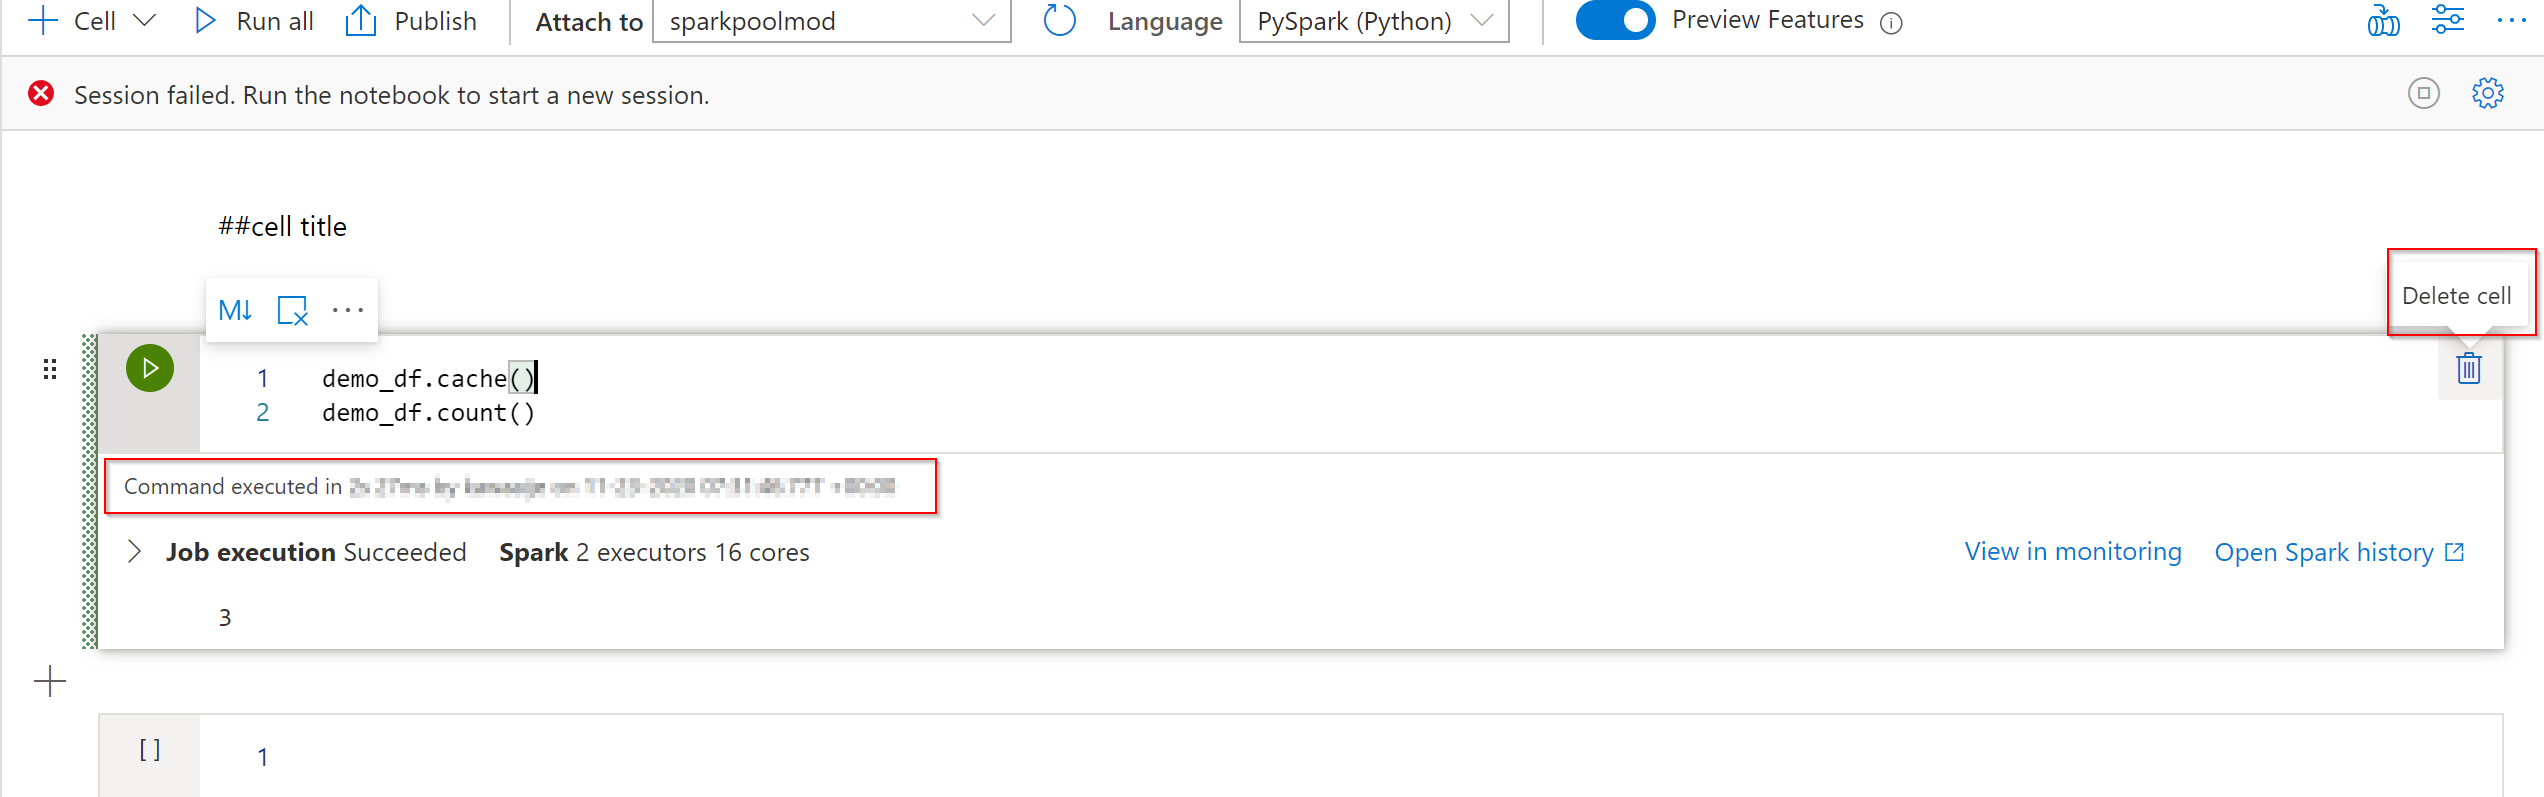 Cell Run all Publish Attach to sparkpoolmod Language PySpark (Python) Preview Features
Session failed. Run the notebook to start a new session.
##cell title
Delete cell
M↓ ...
1 demo_df.cache()
2 demo_df.count()
Command executed in
Job execution Succeeded Spark 2 executors 16 cores View in monitoring Open Spark history
3
[ ] 1